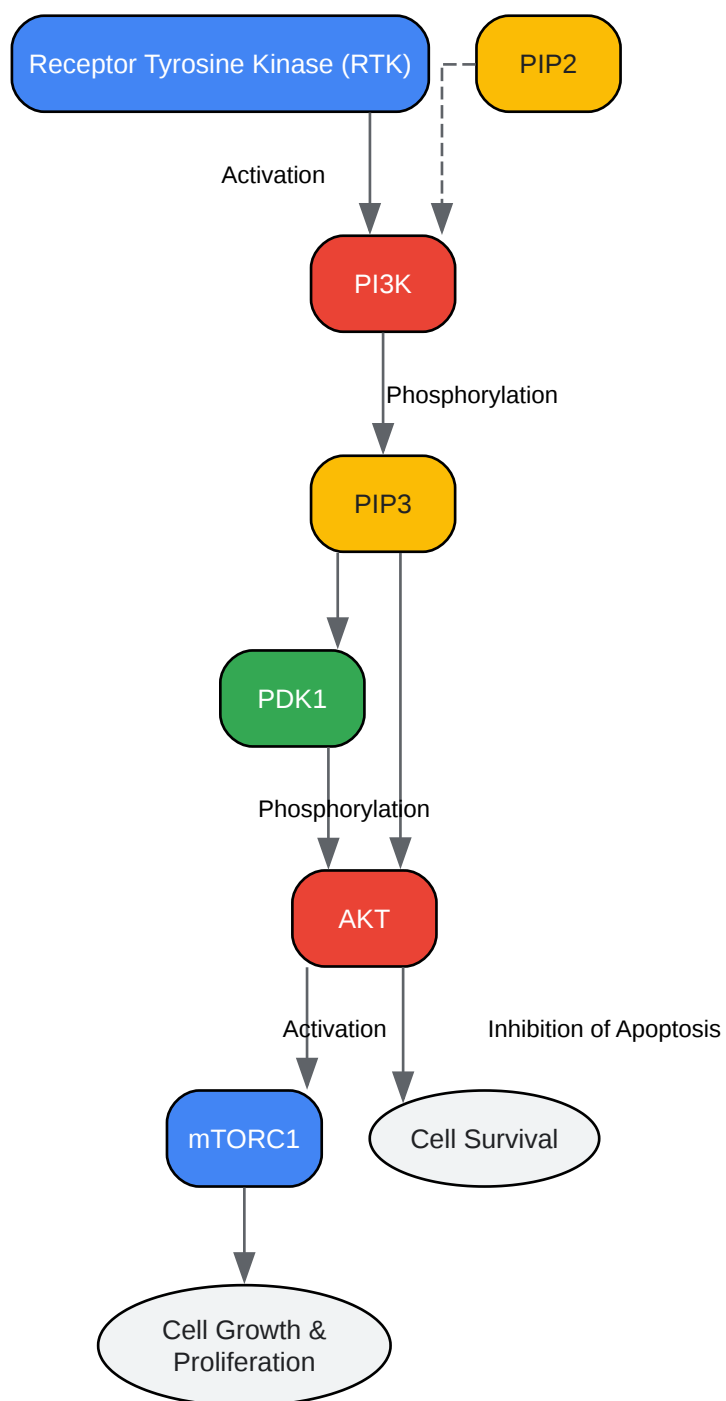 Receptor Tyrosine Kinase (RTK)
PIP2
Activation
PI3K
Phosphorylation
PIP3
PDK1
Phosphorylation
AKT
Activation
Inhibition of Apoptosis
mTORC1
Cell Survival
Cell Growth &
Proliferation